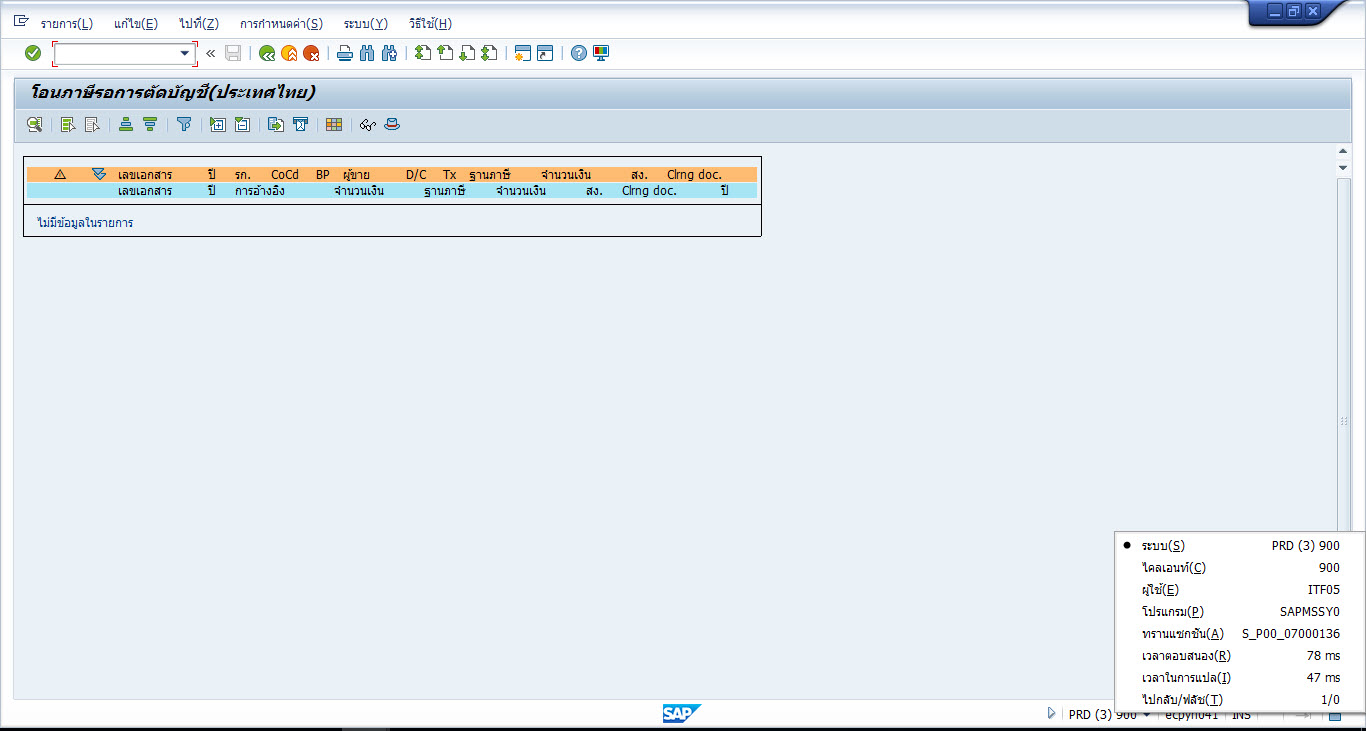 รายการ(L) แก้ไข(E) ไปที่(Z) การกำหนดค่า(S) ระบบ(Y) วิธีใช้(H)
โอนภาษีรอการตัดบัญชี(ประเทศไทย)
เลขเอกสาร ปี รก. CoCd BP ผู้ขาย D/C Tx ฐานภาษี จำนวนเงิน สง. Clrng doc.
เลขเอกสาร ปี การอ้างอิง จำนวนเงิน ฐานภาษี จำนวนเงิน สง. Clrng doc. ปี
ไม่มีข้อมูลในรายการ
ระบบ(S) PRD (3) 900
ไคลเอนท์(C) 900
ผู้ใช้(E) ITF05
โปรแกรม(P) SAPMSSY0
ทรานแซกชัน(A) S_P00_07000136
เวลาตอบสนอง(R) 78 ms
เวลาในการแปล(I) 47 ms
ไปกลับ/ฟลัช(T) 1/0
SAP PRD (3) 900 INS